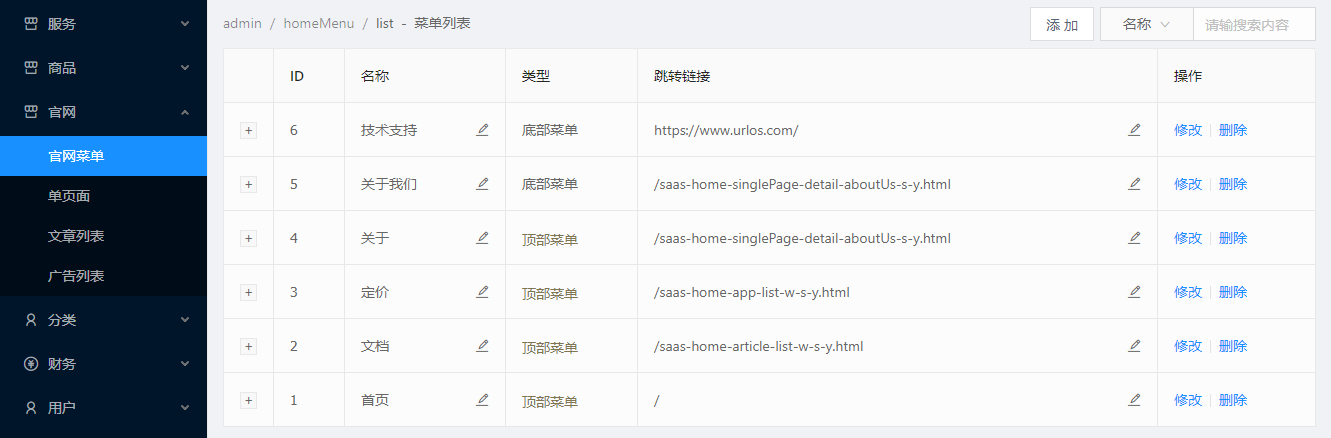 服务
商品
官网
官网菜单
单页面
文章列表
广告列表
分类
财务
用户
admin / homeMenu / list - 菜单列表
添 加 名称 请输搜索内容
ID 名称 类型 跳转链接 操作
6 技术支持 底部菜单 https://www.urlos.com/ 修改 删除
5 关于我们 底部菜单 /saas-home-singlePage-detail-aboutUs-s-y.html 修改 删除
4 关于 顶部菜单 /saas-home-singlePage-detail-aboutUs-s-y.html 修改 删除
3 定价 顶部菜单 /saas-home-app-list-w-s-y.html 修改 删除
2 文档 顶部菜单 /saas-home-article-list-w-s-y.html 修改 删除
1 首页 顶部菜单 / 修改 删除